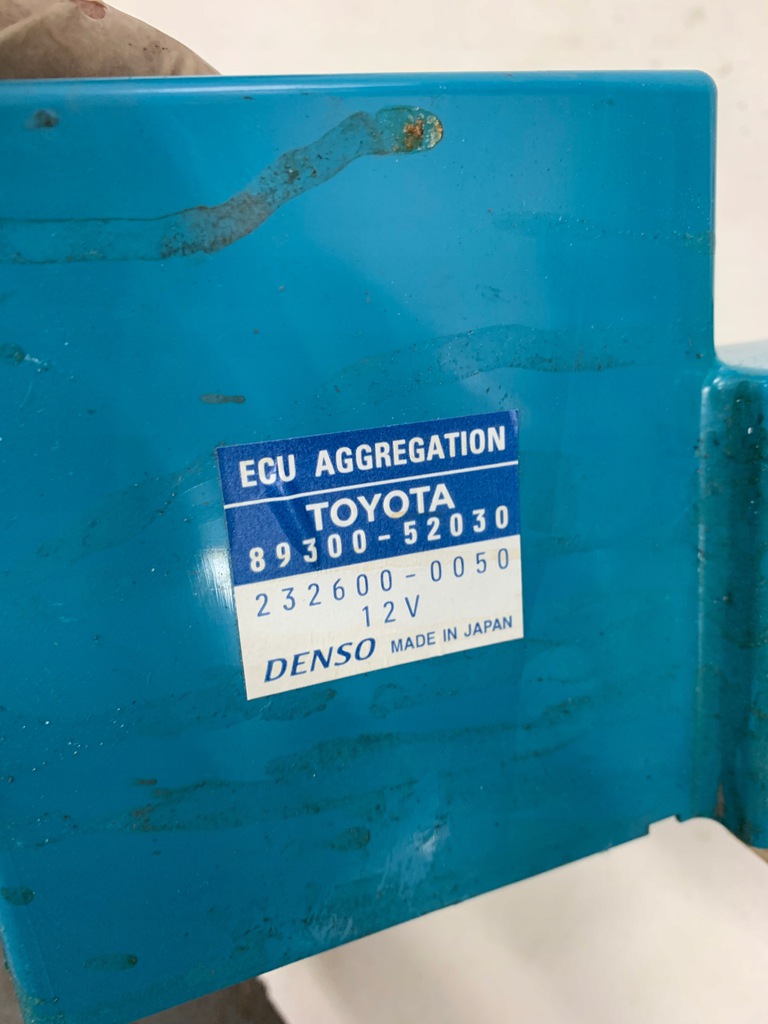 ECU AGGREGATION
TOYOTA
89300-52030
232600-0050
12V
DENSO MADE IN JAPAN